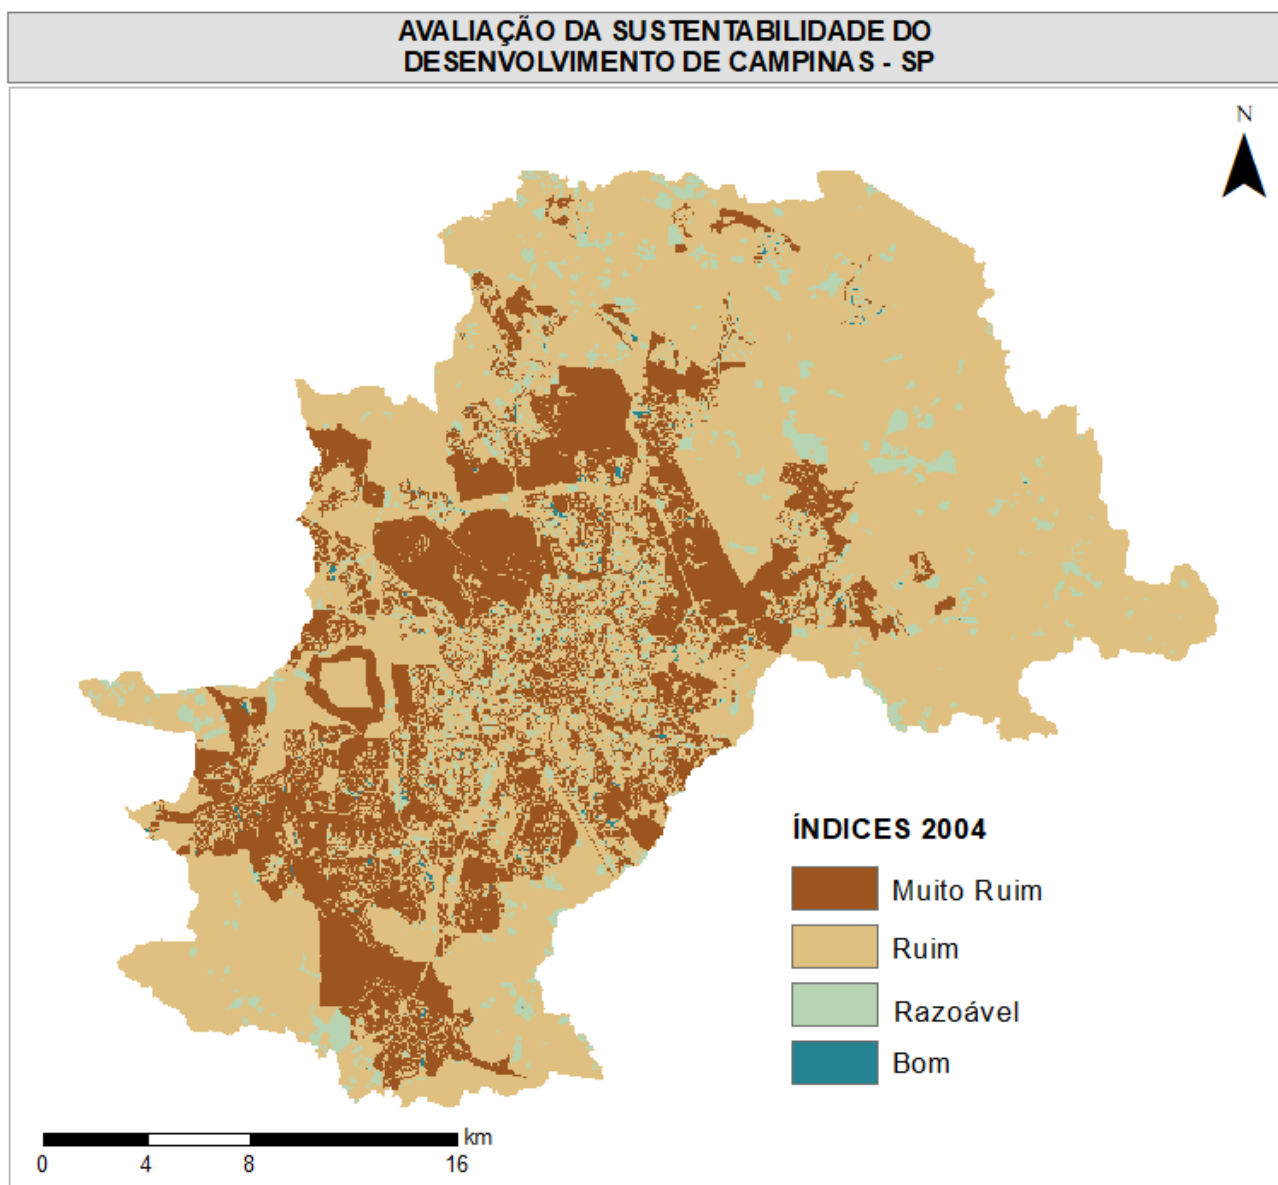 AVALIAÇÃO DA SUSTENTABILIDADE DO
DESENVOLVIMENTO DE CAMPINAS - SP
N
ÍNDICES 2004
Muito Ruim
Ruim
Razoável
Bom
km
0 4 8 16